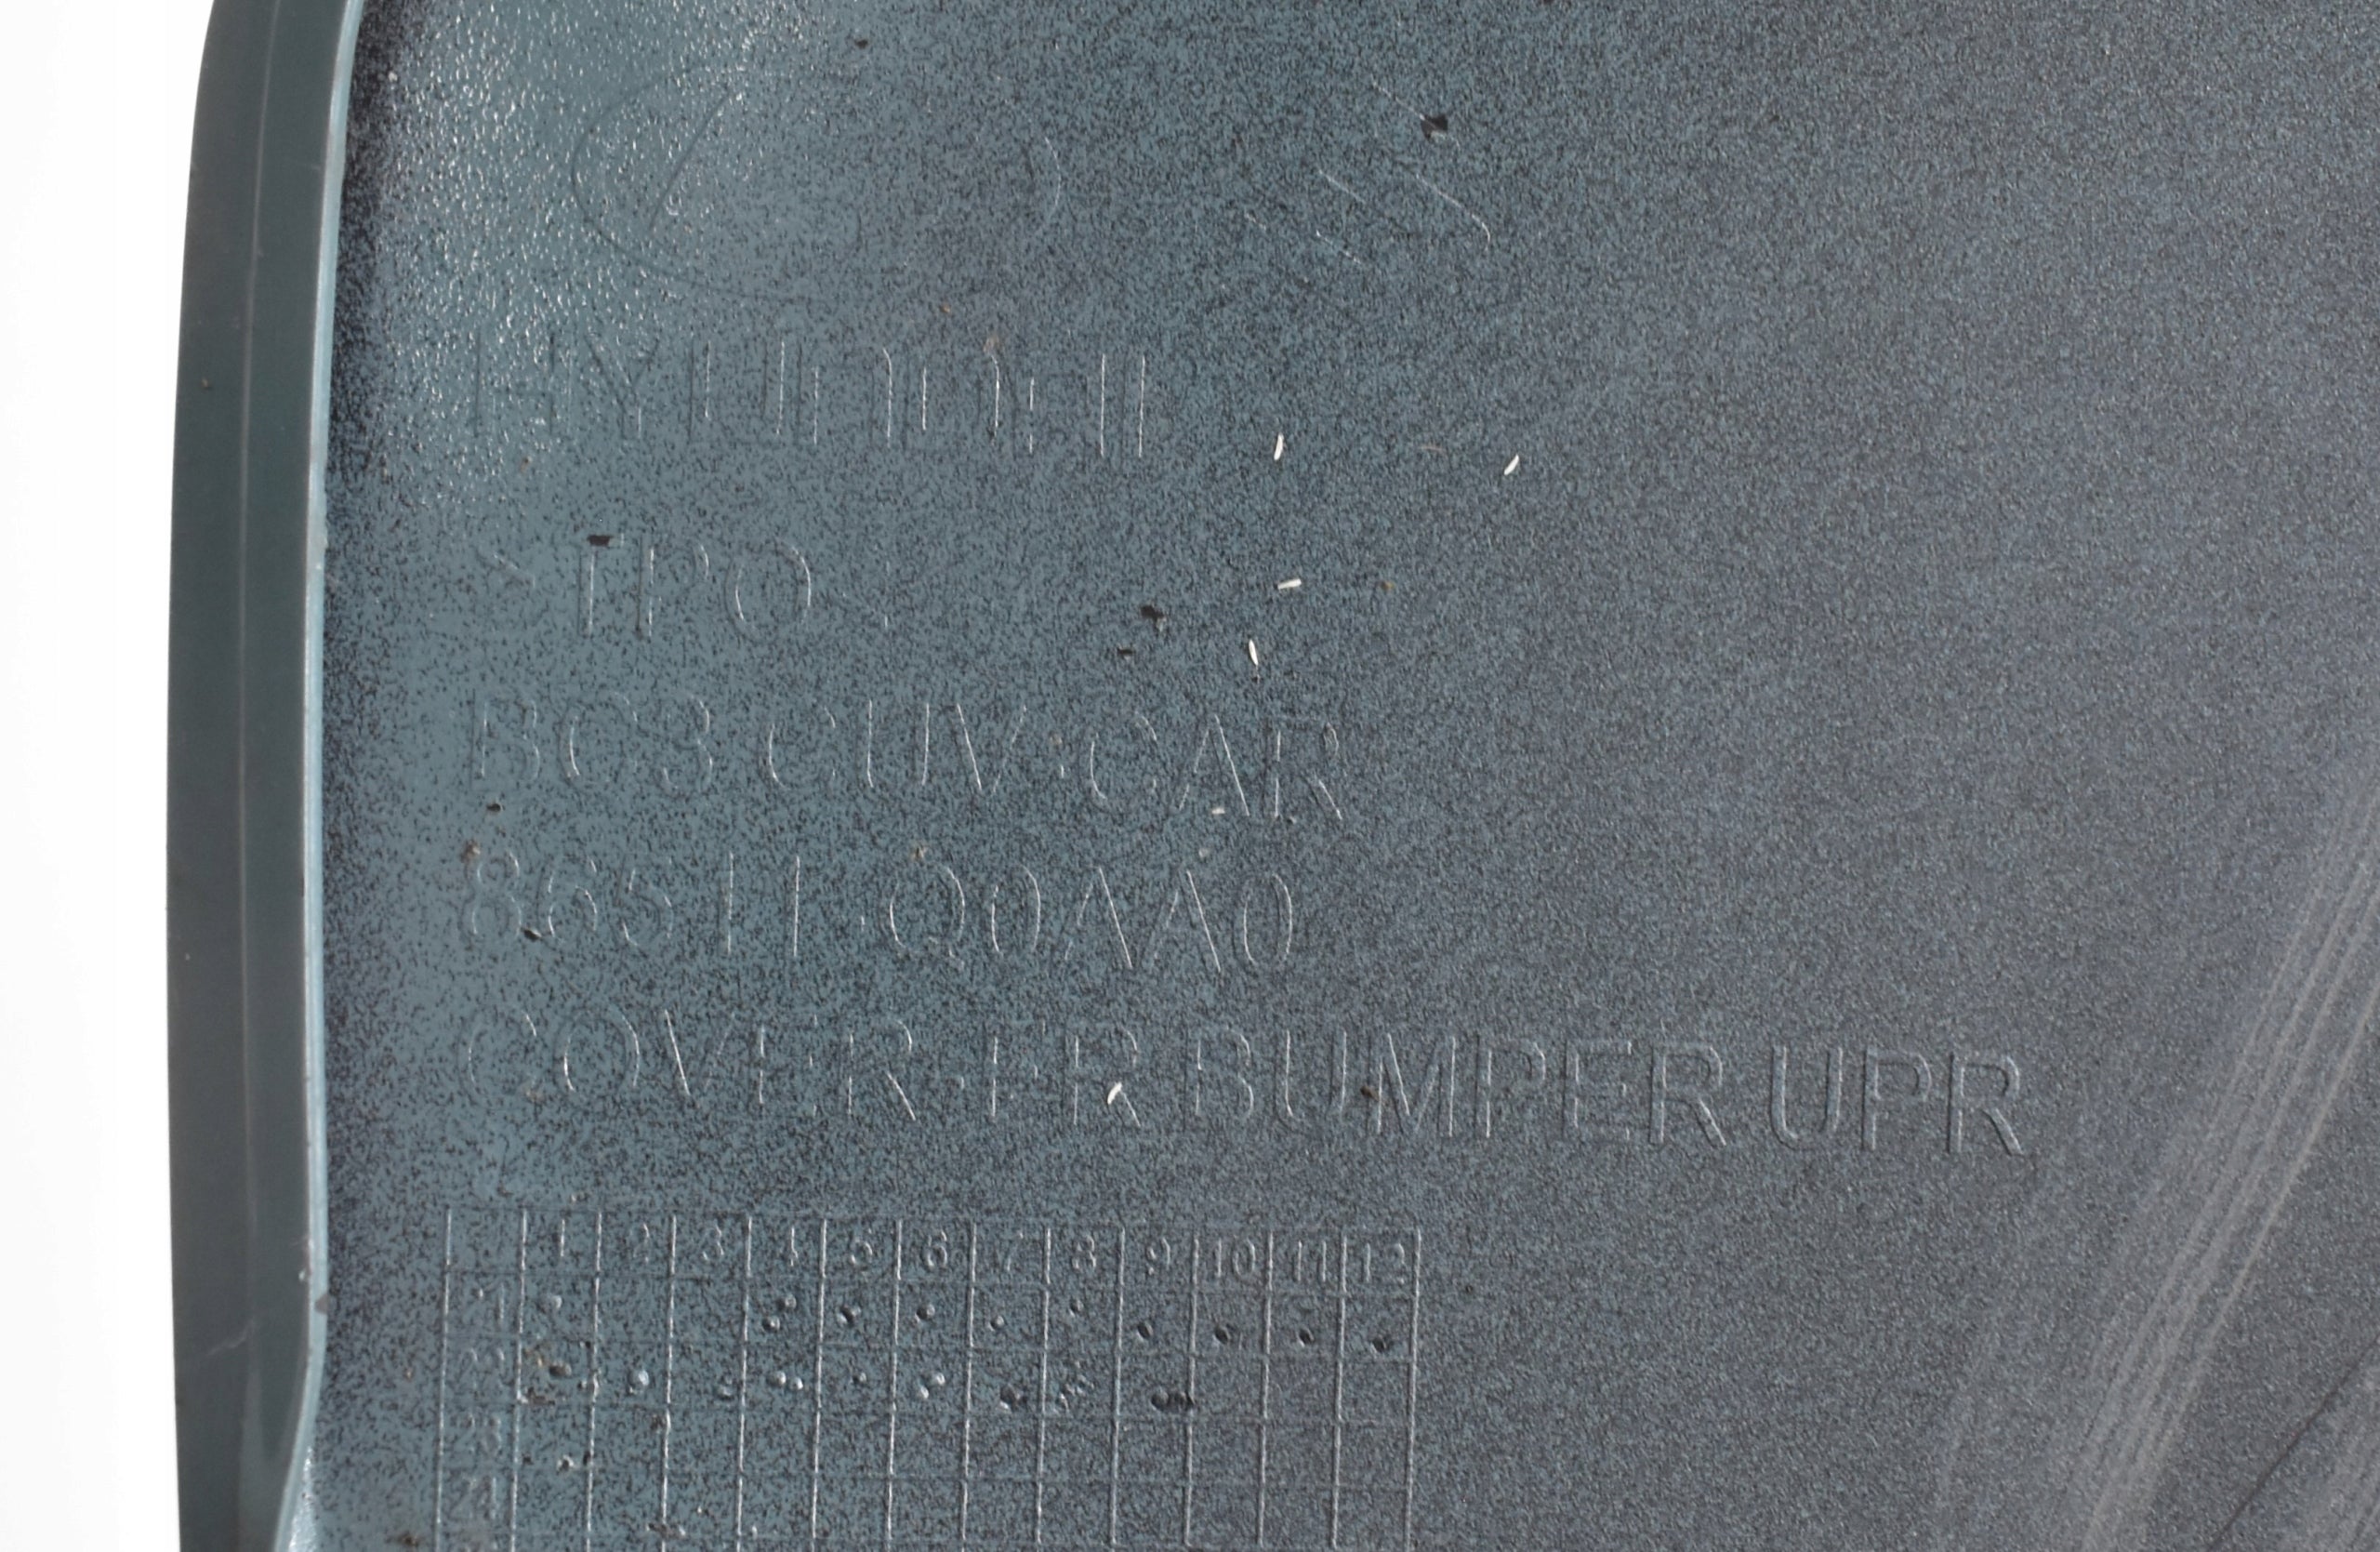 HYUNDAI
>TPO<
BC3 CUV-CAR
86511-Q0AA0
COVER-FR BUMPER UPR
1 2 3 4 5 6 7 8 9 10 11 12